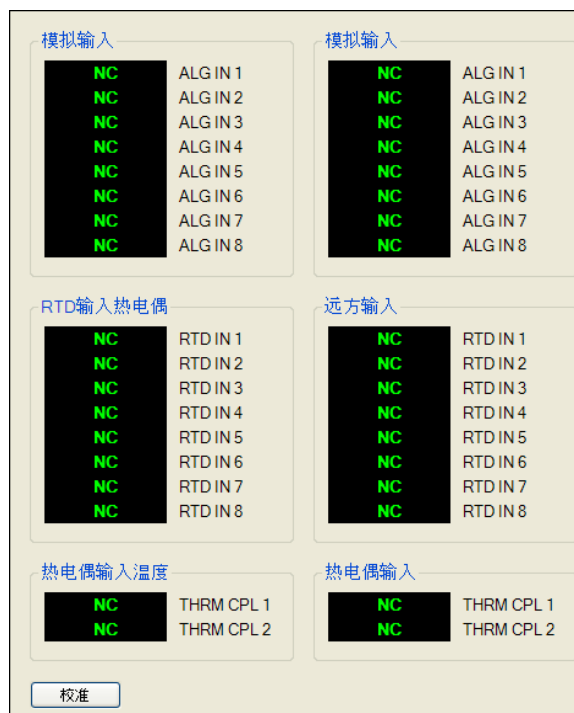 模拟输入 模拟输入
NC ALG IN 1 NC ALG IN 1
NC ALG IN 2 NC ALG IN 2
NC ALG IN 3 NC ALG IN 3
NC ALG IN 4 NC ALG IN 4
NC ALG IN 5 NC ALG IN 5
NC ALG IN 6 NC ALG IN 6
NC ALG IN 7 NC ALG IN 7
NC ALG IN 8 NC ALG IN 8
RTD输入热电偶 远方输入
NC RTD IN 1 NC RTD IN 1
NC RTD IN 2 NC RTD IN 2
NC RTD IN 3 NC RTD IN 3
NC RTD IN 4 NC RTD IN 4
NC RTD IN 5 NC RTD IN 5
NC RTD IN 6 NC RTD IN 6
NC RTD IN 7 NC RTD IN 7
NC RTD IN 8 NC RTD IN 8
热电偶输入温度 热电偶输入
NC THRM CPL 1 NC THRM CPL 1
NC THRM CPL 2 NC THRM CPL 2
校准